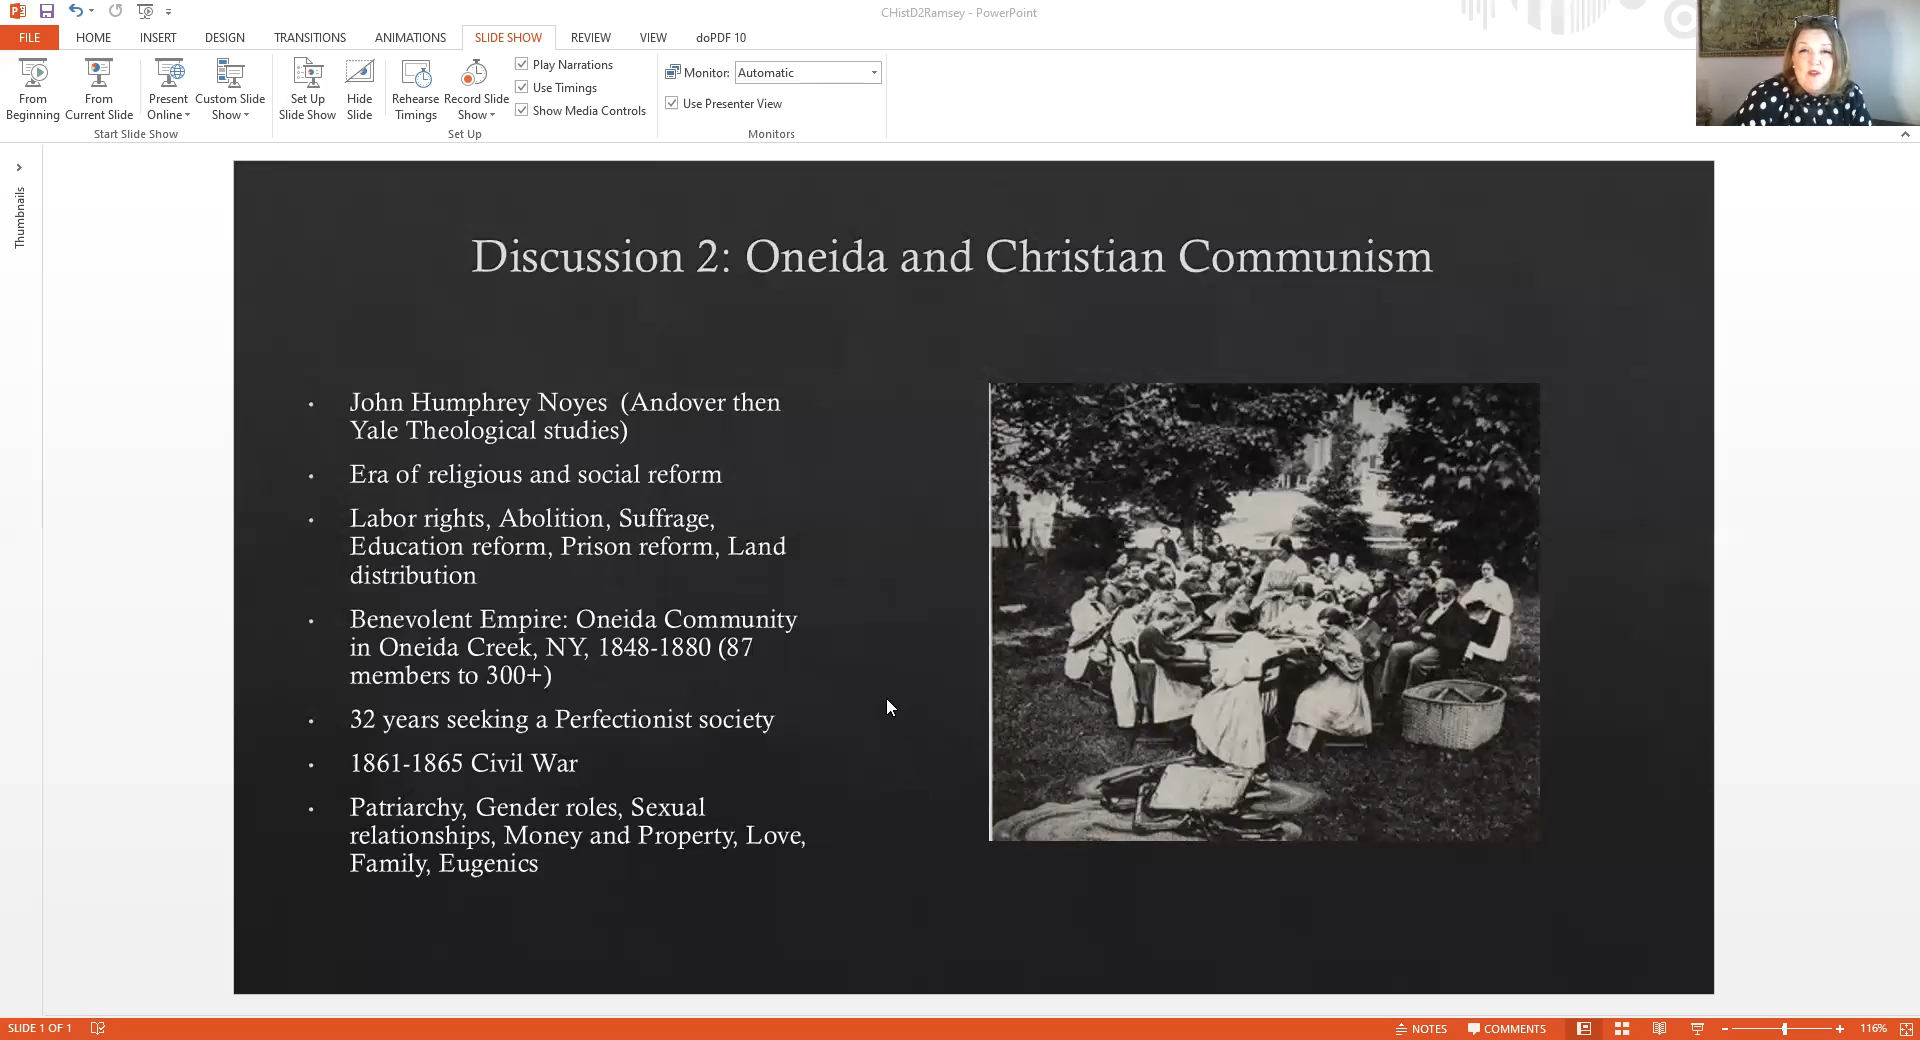 CHistD2Ramsey - PowerPoint
FILE HOME INSERT DESIGN TRANSITIONS ANIMATIONS SLIDE SHOW REVIEW VIEW doPDF 10
From Beginning
From Current Slide
Present Online
Custom Slide Show
Start Slide Show
Set Up Slide Show
Hide Slide
Rehearse Timings
Record Slide Show
Play Narrations
Use Timings
Show Media Controls
Set Up
Monitor: Automatic
Use Presenter View
Monitors
Thumbnails
Discussion 2: Oneida and Christian Communism
• John Humphrey Noyes (Andover then
Yale Theological studies)
• Era of religious and social reform
• Labor rights, Abolition, Suffrage,
Education reform, Prison reform, Land
distribution
• Benevolent Empire: Oneida Community
in Oneida Creek, NY, 1848-1880 (87
members to 300+)
• 32 years seeking a Perfectionist society
• 1861-1865 Civil War
• Patriarchy, Gender roles, Sexual
relationships, Money and Property, Love,
Family, Eugenics
SLIDE 1 OF 1 NOTES COMMENTS 116%